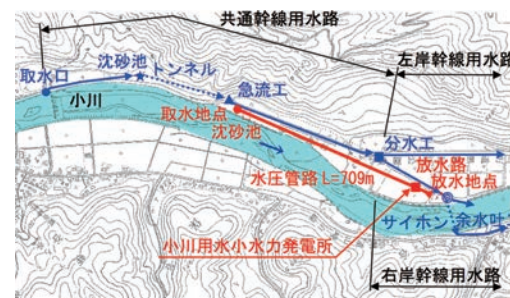 共通幹線用水路
左岸幹線用水路
沈砂池
トンネル
取水口
急流工
小川
取水地点
沈砂池
分水工
放水路
放水地点
水圧管路 L=709m
サイホン
余水吐
小川用水小水力発電所
右岸幹線用水路